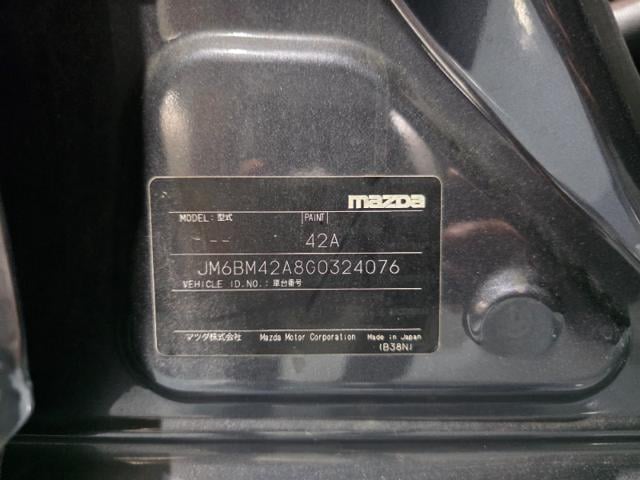 mazda
MODEL: 型式 PAINT
--- 42A
JM6BM42A8G0324076
VEHICLE ID.NO.: 車台番号
マツダ株式会社 Mazda Motor Corporation Made in Japan
(B38N)